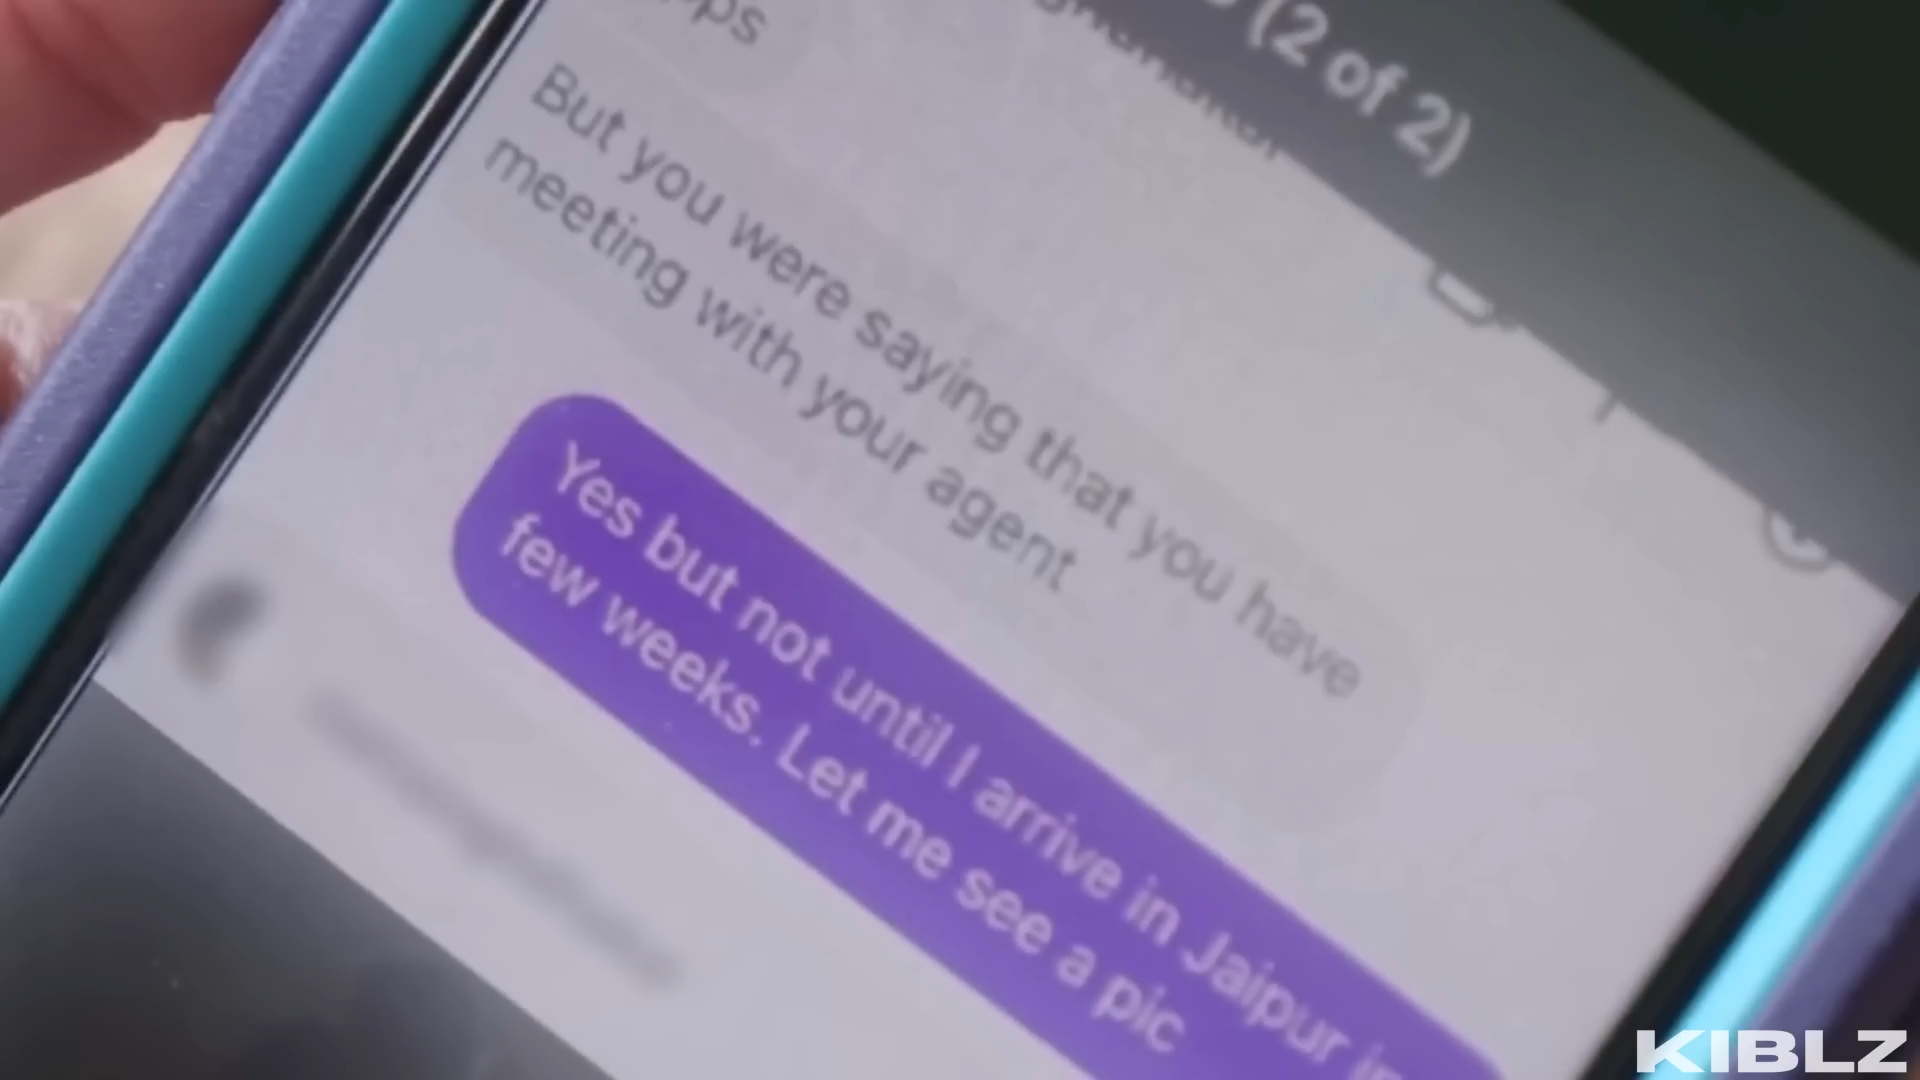 (2 of 2)
But you were saying that you have
meeting with your agent
Yes but not until I arrive in Jaipur in
few weeks. Let me see a pic
KIBLZ